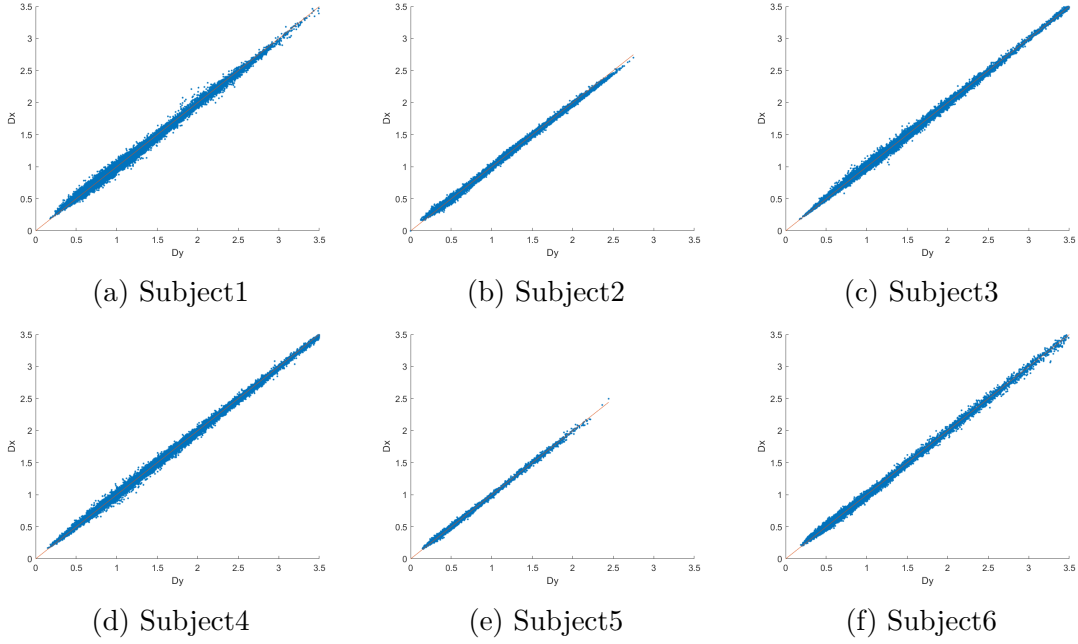 3.5 3.5 3.5
3 3 3
2.5 2.5 2.5
2 2 2
Dx Dx Dx
1.5 1.5 1.5
1 1 1
0.5 0.5 0.5
0 0 0
0 0.5 1 1.5 2 2.5 3 3.5 0 0.5 1 1.5 2 2.5 3 3.5 0 0.5 1 1.5 2 2.5 3 3.5
Dy Dy Dy
(a) Subject1 (b) Subject2 (c) Subject3
3.5 3.5 3.5
3 3 3
2.5 2.5 2.5
2 2 2
Dx Dx Dx
1.5 1.5 1.5
1 1 1
0.5 0.5 0.5
0 0 0
0 0.5 1 1.5 2 2.5 3 3.5 0 0.5 1 1.5 2 2.5 3 3.5 0 0.5 1 1.5 2 2.5 3 3.5
Dy Dy Dy
(d) Subject4 (e) Subject5 (f) Subject6